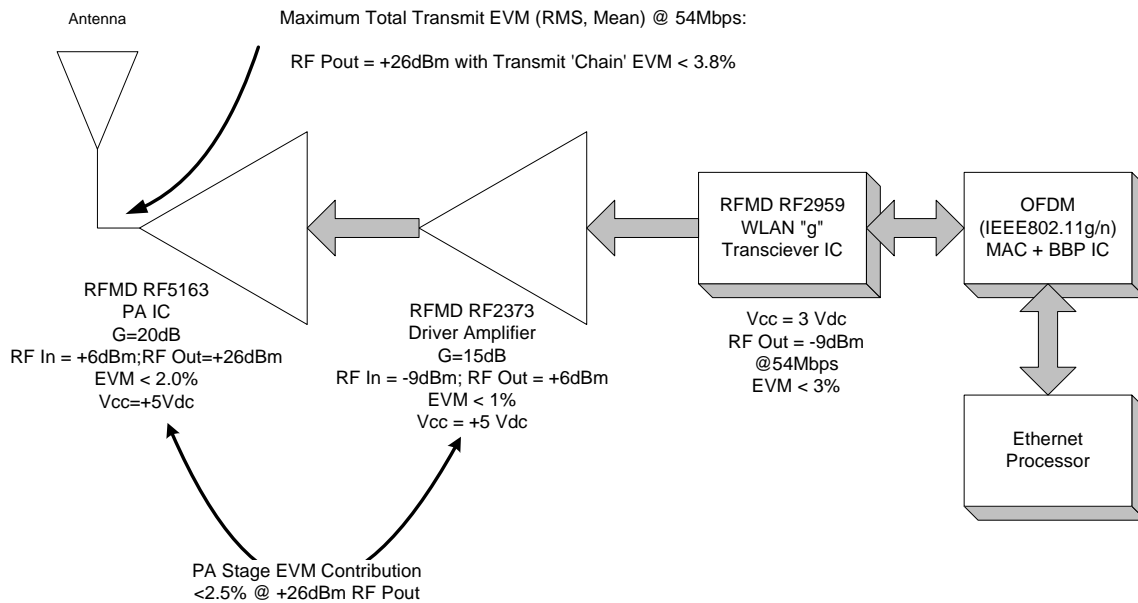 Antenna
Maximum Total Transmit EVM (RMS, Mean) @ 54Mbps:
RF Pout = +26dBm with Transmit 'Chain' EVM < 3.8%
RFMD RF5163
PA IC
G=20dB
RF In = +6dBm;RF Out=+26dBm
EVM < 2.0%
Vcc=+5Vdc
RFMD RF2373
Driver Amplifier
G=15dB
RF In = -9dBm; RF Out = +6dBm
EVM < 1%
Vcc = +5 Vdc
RFMD RF2959
WLAN "g"
Transciever IC
Vcc = 3 Vdc
RF Out = -9dBm
@54Mbps
EVM < 3%
OFDM
(IEEE802.11g/n)
MAC + BBP IC
Ethernet
Processor
PA Stage EVM Contribution
<2.5% @ +26dBm RF Pout